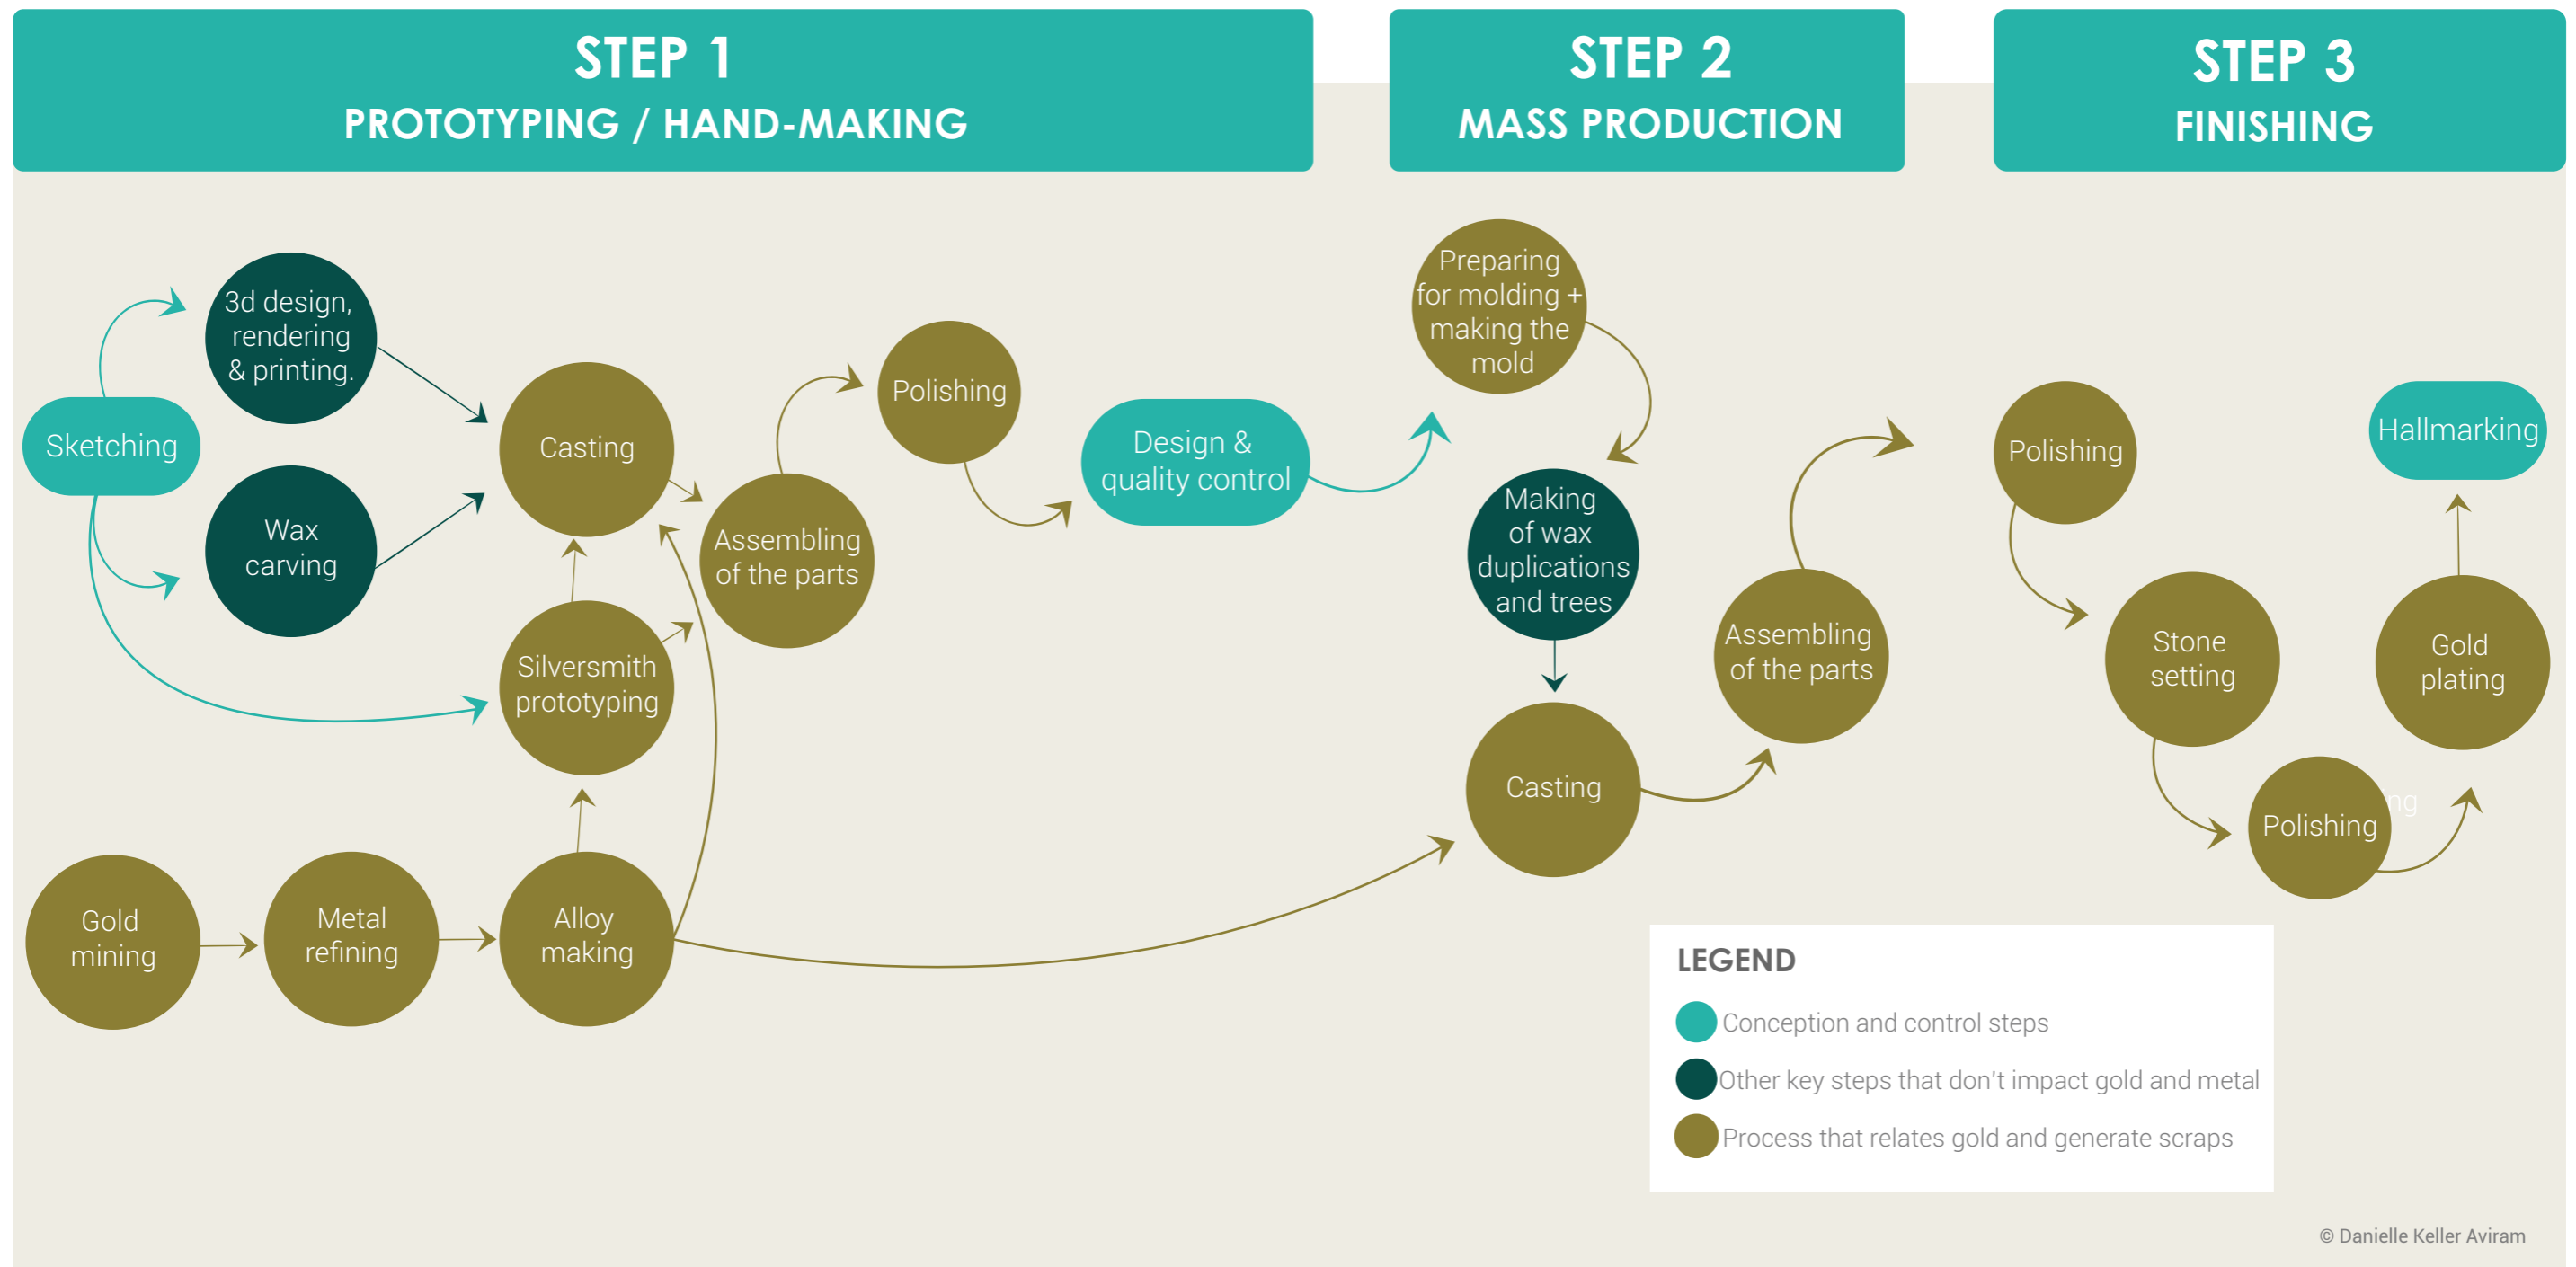 STEP 1
PROTOTYPING / HAND-MAKING
STEP 2
MASS PRODUCTION
STEP 3
FINISHING
Sketching
3d design,
rendering
& printing.
Wax
carving
Casting
Silversmith
prototyping
Assembling
of the parts
Polishing
Design &
quality control
Gold
mining
Metal
refining
Alloy
making
Preparing
for molding +
making the
mold
Making
of wax
duplications
and trees
Casting
Assembling
of the parts
Polishing
Stone
setting
Polishing
ng
Gold
plating
Hallmarking
LEGEND
Conception and control steps
Other key steps that don't impact gold and metal
Process that relates gold and generate scraps
© Danielle Keller Aviram